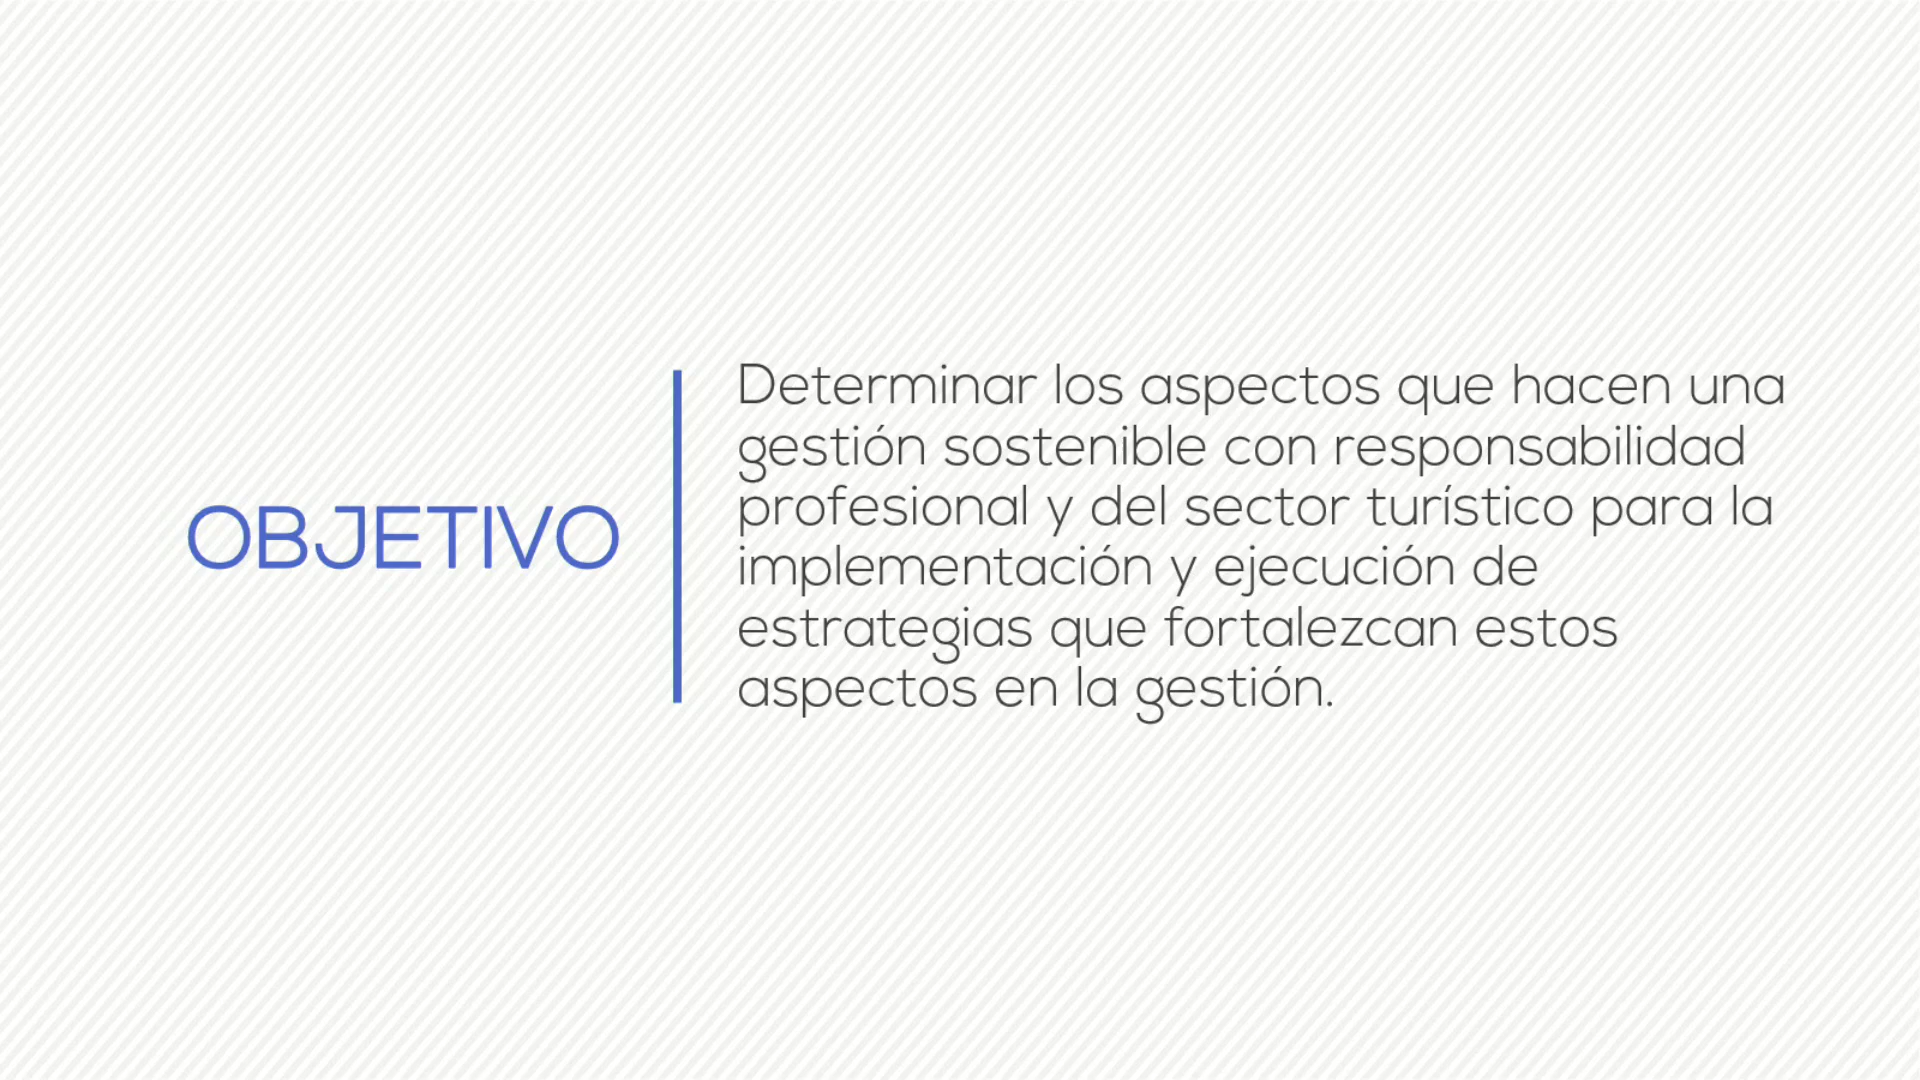 OBJETIVO
Determinar los aspectos que hacen una
gestión sostenible con responsabilidad
profesional y del sector turístico para la
implementación y ejecución de
estrategias que fortalezcan estos
aspectos en la gestión.